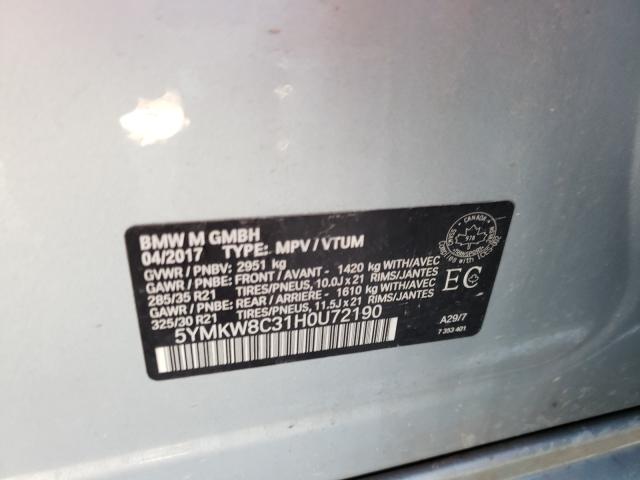 BMW M GMBH
04/2017 TYPE: MPV / VTUM
GVWR / PNBV: 2951 kg
GAWR / PNBE: FRONT / AVANT - 1420 kg WITH/AVEC
285/35 R21 TIRES/PNEUS, 10.0J x 21 RIMS/JANTES
GAWR / PNBE: REAR / ARRIERE - 1610 kg WITH/AVEC
325/30 R21 TIRES/PNEUS, 11.5J x 21 RIMS/JANTES
5YMKW8C31H0U72190
CANADA
978
EC
A29/7
7 353 401